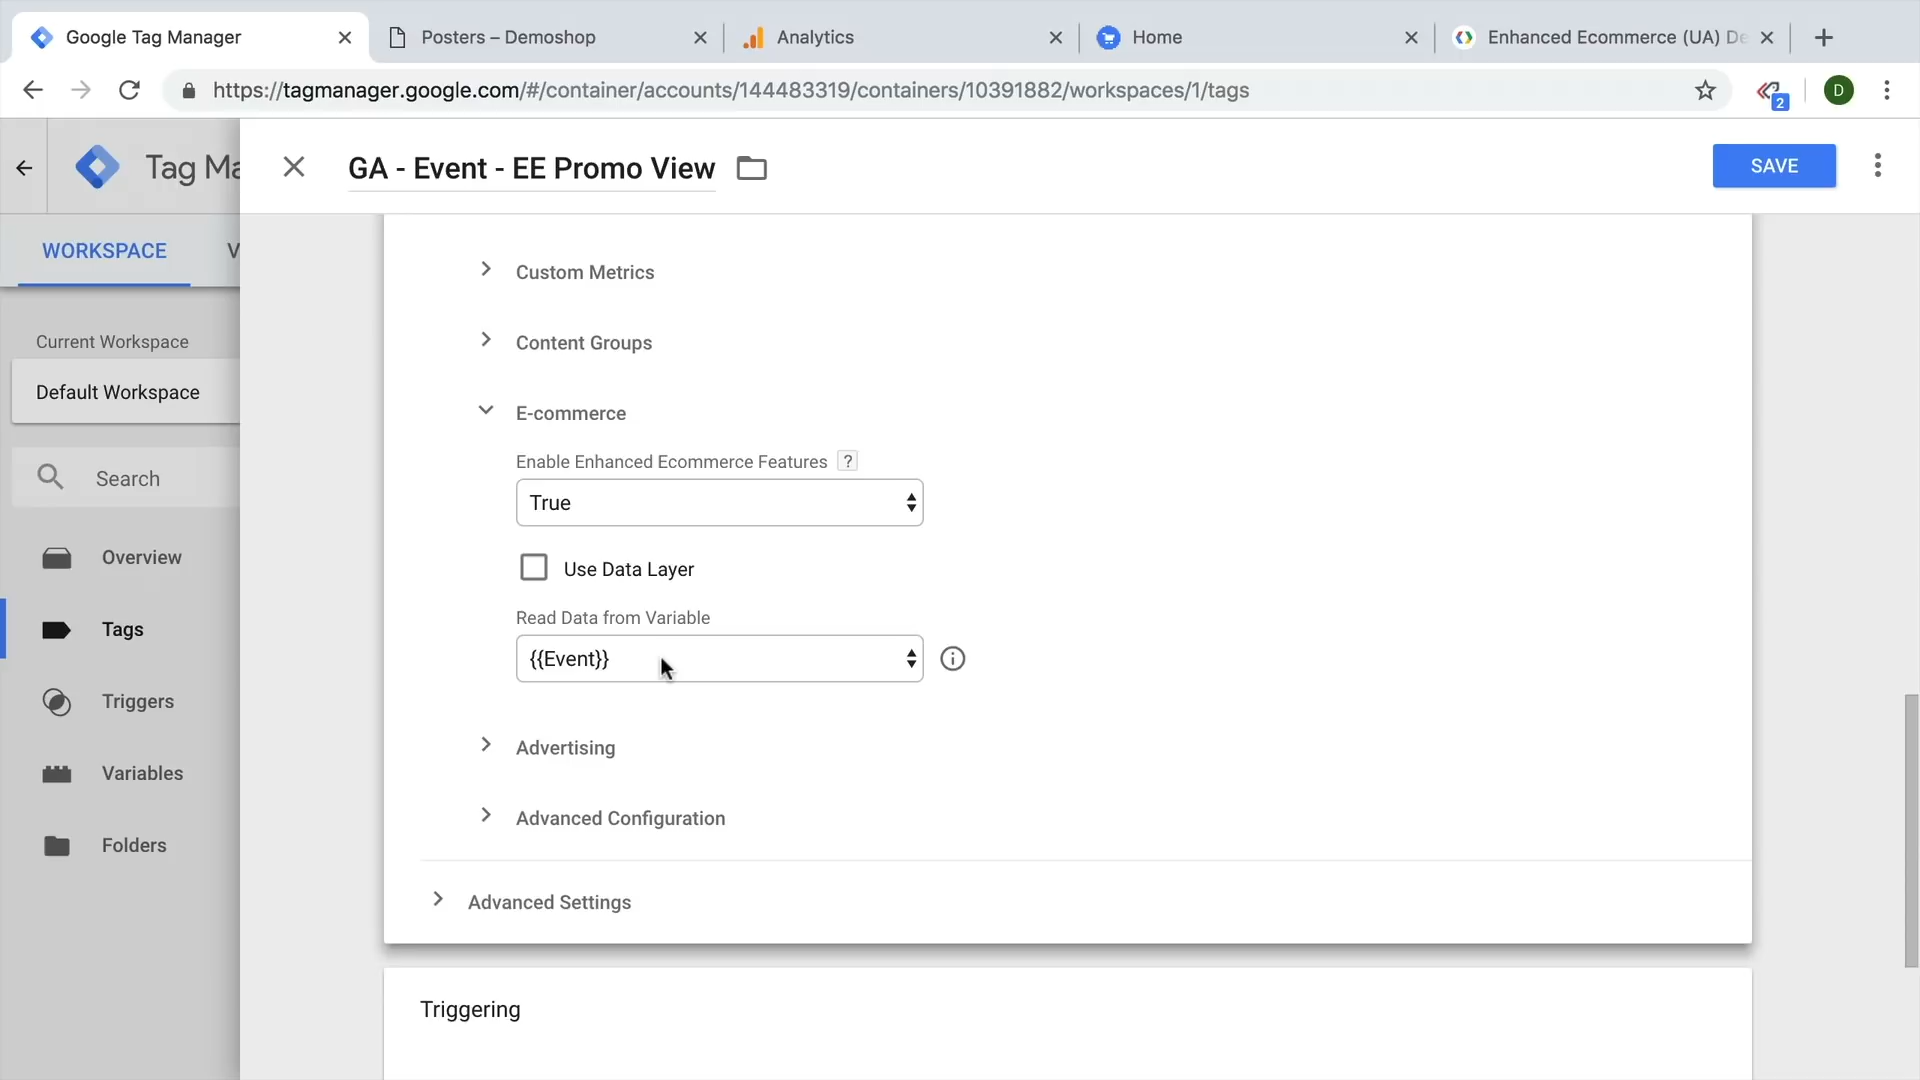 Google Tag Manager
Posters – Demoshop
Analytics
Home
Enhanced Ecommerce (UA) De
https://tagmanager.google.com/#/container/accounts/144483319/containers/10391882/workspaces/1/tags
2
D
Tag Ma
GA - Event - EE Promo View
SAVE
WORKSPACE
V
Current Workspace
Default Workspace
Search
Overview
Tags
Triggers
Variables
Folders
Custom Metrics
Content Groups
E-commerce
Enable Enhanced Ecommerce Features ?
True
Use Data Layer
Read Data from Variable
{{Event}}
Advertising
Advanced Configuration
Advanced Settings
Triggering